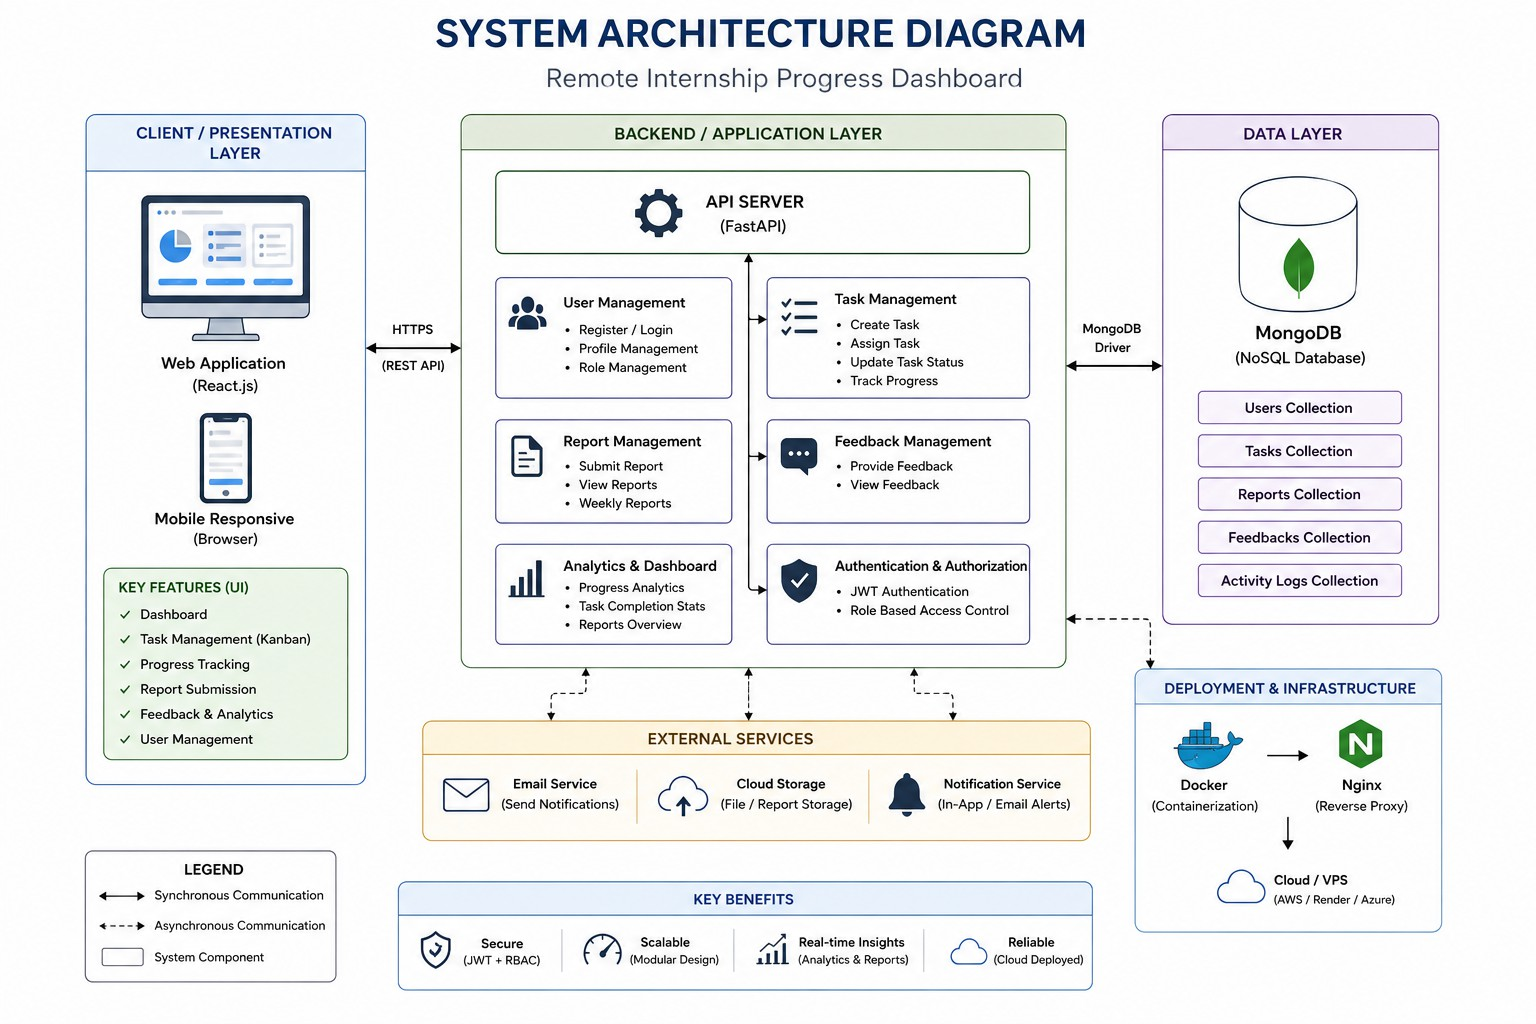 SYSTEM ARCHITECTURE DIAGRAM
Remote Internship Progress Dashboard
CLIENT / PRESENTATION
LAYER
Web Application
(React.js)
Mobile Responsive
(Browser)
KEY FEATURES (UI)
Dashboard
Task Management (Kanban)
Progress Tracking
Report Submission
Feedback & Analytics
User Management
HTTPS
(REST API)
BACKEND / APPLICATION LAYER
API SERVER
(FastAPI)
User Management
• Register / Login
• Profile Management
• Role Management
Task Management
• Create Task
• Assign Task
• Update Task Status
• Track Progress
Report Management
• Submit Report
• View Reports
• Weekly Reports
Feedback Management
• Provide Feedback
• View Feedback
Analytics & Dashboard
• Progress Analytics
• Task Completion Stats
• Reports Overview
Authentication & Authorization
• JWT Authentication
• Role Based Access Control
MongoDB
Driver
DATA LAYER
MongoDB
(NoSQL Database)
Users Collection
Tasks Collection
Reports Collection
Feedbacks Collection
Activity Logs Collection
EXTERNAL SERVICES
Email Service
(Send Notifications)
Cloud Storage
(File / Report Storage)
Notification Service
(In-App / Email Alerts)
DEPLOYMENT & INFRASTRUCTURE
Docker
(Containerization)
N
Nginx
(Reverse Proxy)
Cloud / VPS
(AWS / Render / Azure)
LEGEND
Synchronous Communication
Asynchronous Communication
System Component
KEY BENEFITS
Secure
(JWT + RBAC)
Scalable
(Modular Design)
Real-time Insights
(Analytics & Reports)
Reliable
(Cloud Deployed)